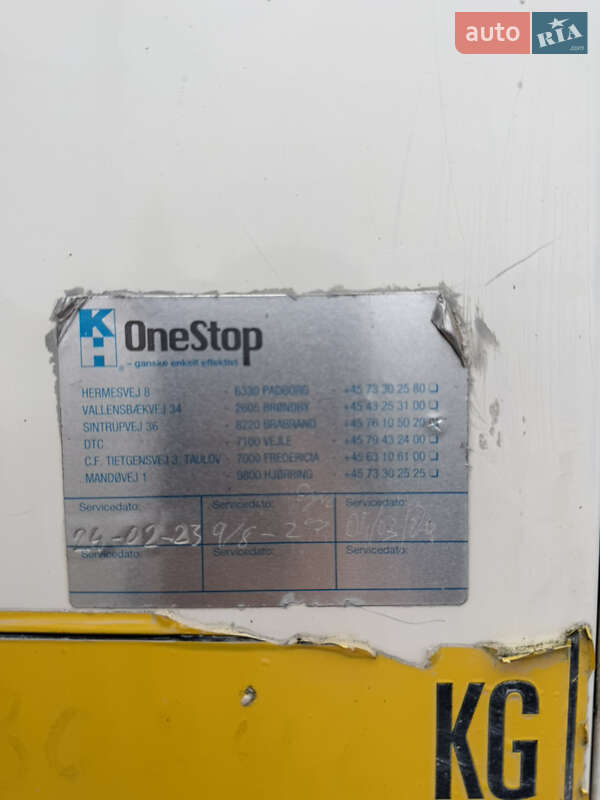 auto RIA .com
KH OneStop
– ganske enkelt effektivt
HERMESVEJ 8 - 6330 PADBORG - +45 73 30 25 80
VALLENSBÆKVEJ 34 - 2605 BRØNDBY - +45 43 25 31 00
SINTRUPVEJ 36 - 8220 BRABRAND - +45 76 10 50 20
DTC - 7100 VEJLE - +45 79 43 24 00
C.F. TIETGENSVEJ 3, TAULOV - 7000 FREDERICIA - +45 63 10 61 00
MANDØVEJ 1 - 9800 HJØRRING - +45 73 30 25 25
Servicedato: Servicedato: Servicedato:
24-02-23 9/8-23
Servicedato: Servicedato: Servicedato:
KG